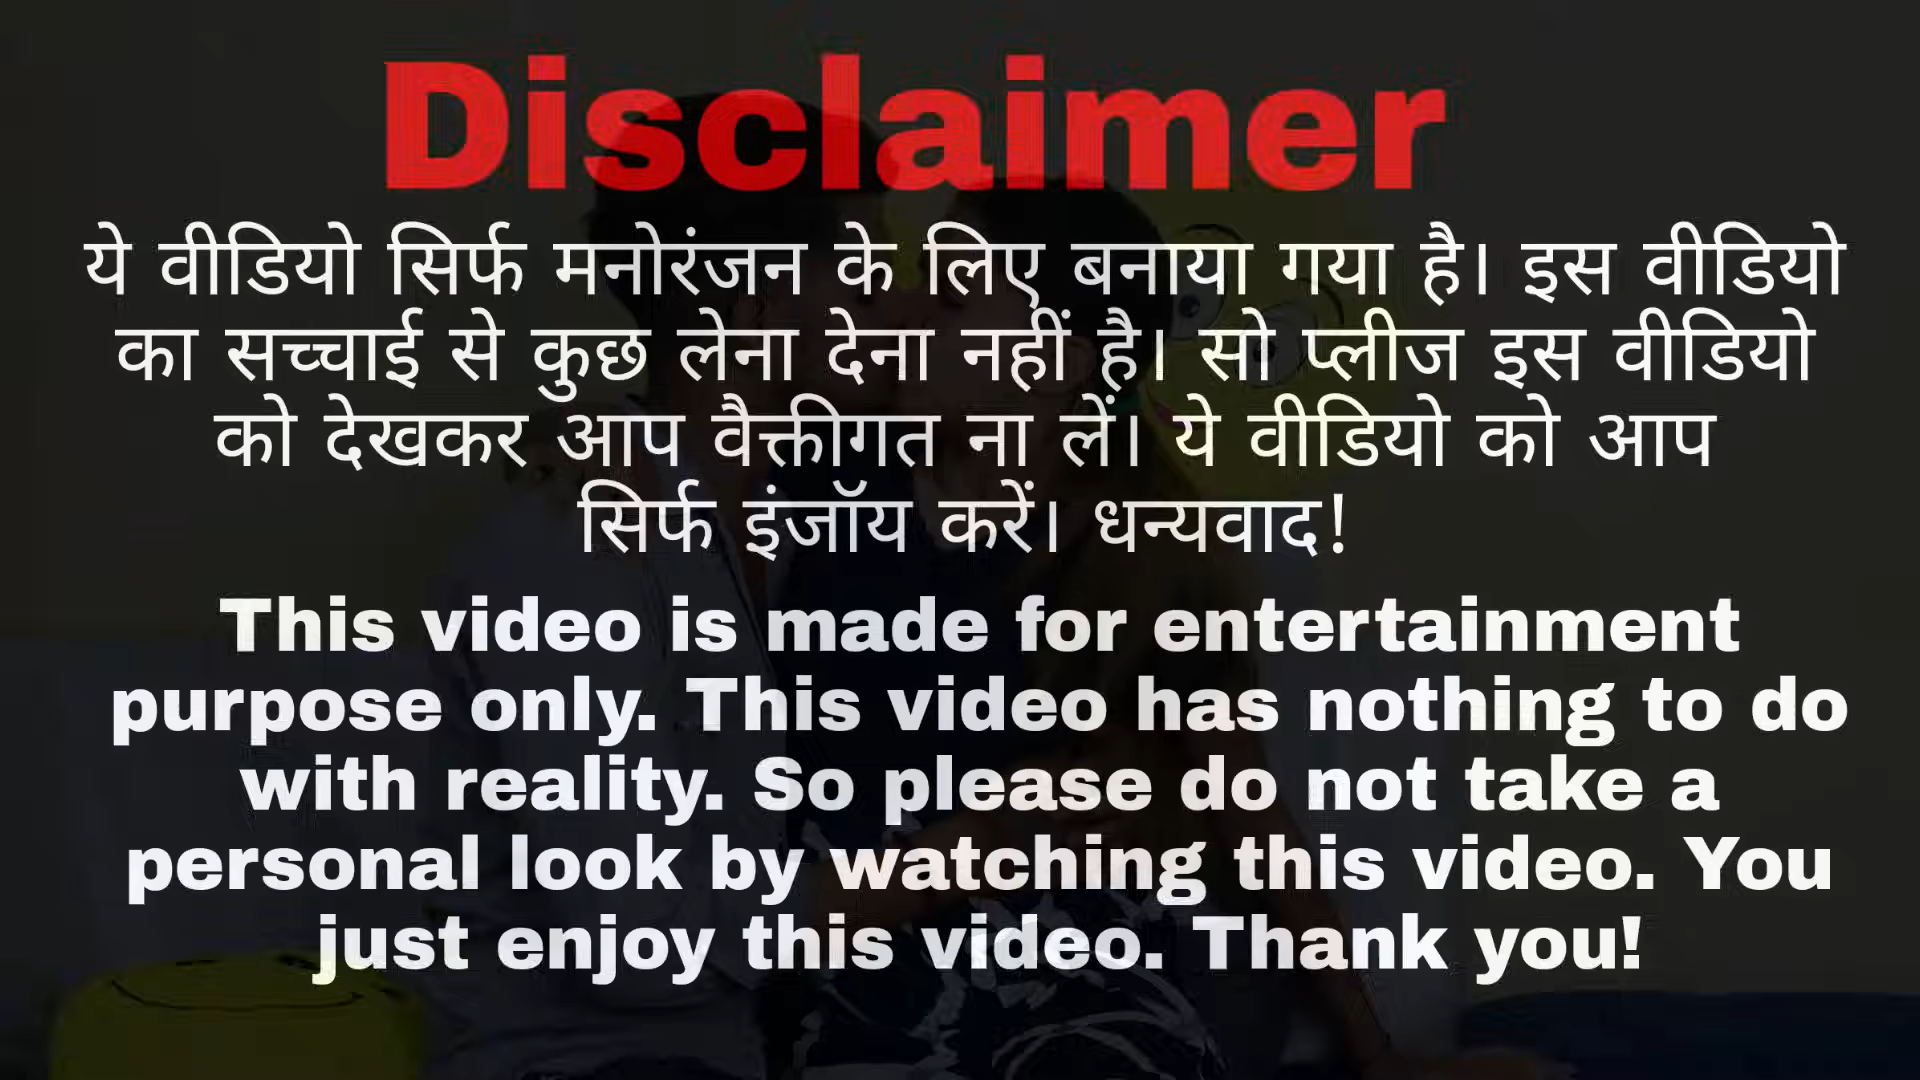 Disclaimer
ये वीडियो सिर्फ मनोरंजन के लिए बनाया गया है। इस वीडियो
का सच्चाई से कुछ लेना देना नहीं है। सो प्लीज इस वीडियो
को देखकर आप वैक्तीगत ना लें। ये वीडियो को आप
सिर्फ इंजॉय करें। धन्यवाद!
This video is made for entertainment
purpose only. This video has nothing to do
with reality. So please do not take a
personal look by watching this video. You
just enjoy this video. Thank you!